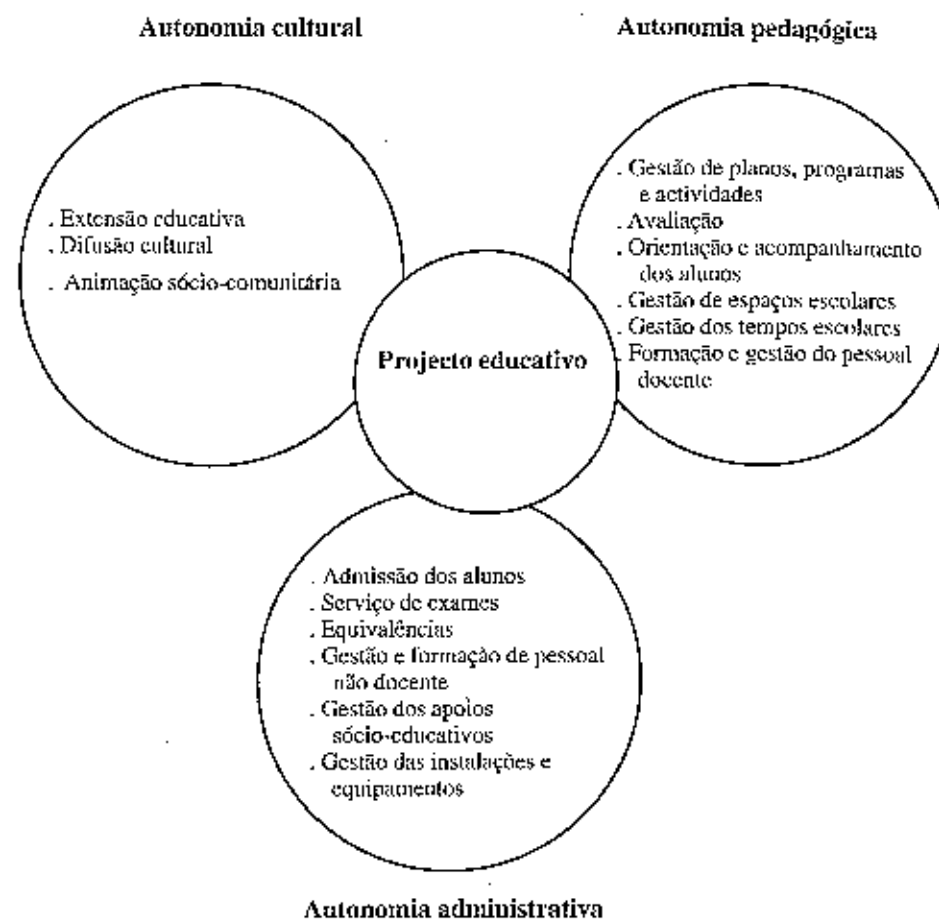 Autonomia cultural
Autonomia pedagógica
. Extensão educativa
. Difusão cultural
. Animação sócio-comunitária
. Gestão de planos, programas
e actividades
. Avaliação
. Orientação e acompanhamento
dos alunos
. Gestão de espaços escolares
. Gestão dos tempos escolares
. Formação e gestão do pessoal
docente
Projecto educativo
. Admissão dos alunos
. Serviço de exames
. Equivalências
. Gestão e formação de pessoal
não docente
. Gestão dos apoios
sócio-educativos
. Gestão das instalações e
equipamentos
Autonomia administrativa